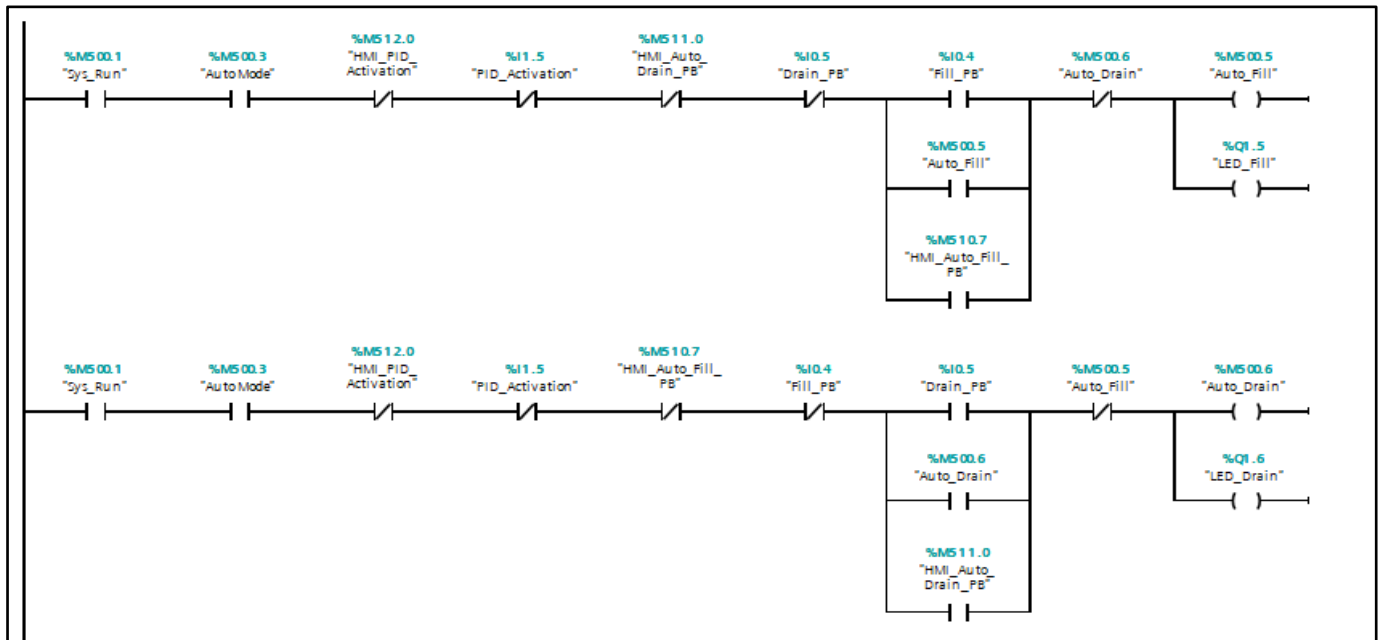 %M500.1
"Sys_Run"
%M500.3
"AutoMode"
%M512.0
"HMI_PID_
Activation"
%I1.5
"PID_Activation"
%M511.0
"HMI_Auto_
Drain_PB"
%I0.5
"Drain_PB"
%I0.4
"Fill_PB"
%M500.6
"Auto_Drain"
%M500.5
"Auto_Fill"
%M500.5
"Auto_Fill"
%Q1.5
"LED_Fill"
%M510.7
"HMI_Auto_Fill_
PB"
%M500.1
"Sys_Run"
%M500.3
"AutoMode"
%M512.0
"HMI_PID_
Activation"
%I1.5
"PID_Activation"
%M510.7
"HMI_Auto_Fill_
PB"
%I0.4
"Fill_PB"
%I0.5
"Drain_PB"
%M500.5
"Auto_Fill"
%M500.6
"Auto_Drain"
%M500.6
"Auto_Drain"
%Q1.6
"LED_Drain"
%M511.0
"HMI_Auto_
Drain_PB"